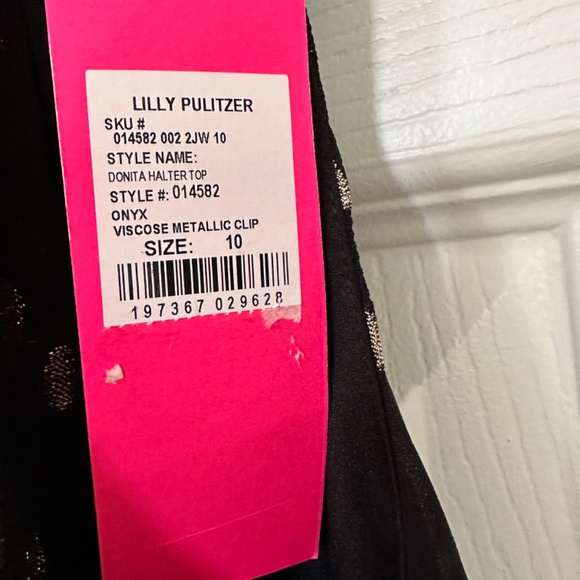 LILLY PULITZER
SKU #
014582 002 2JW 10
STYLE NAME:
DONITA HALTER TOP
STYLE #: 014582
ONYX
VISCOSE METALLIC CLIP
SIZE: 10
197367 029628